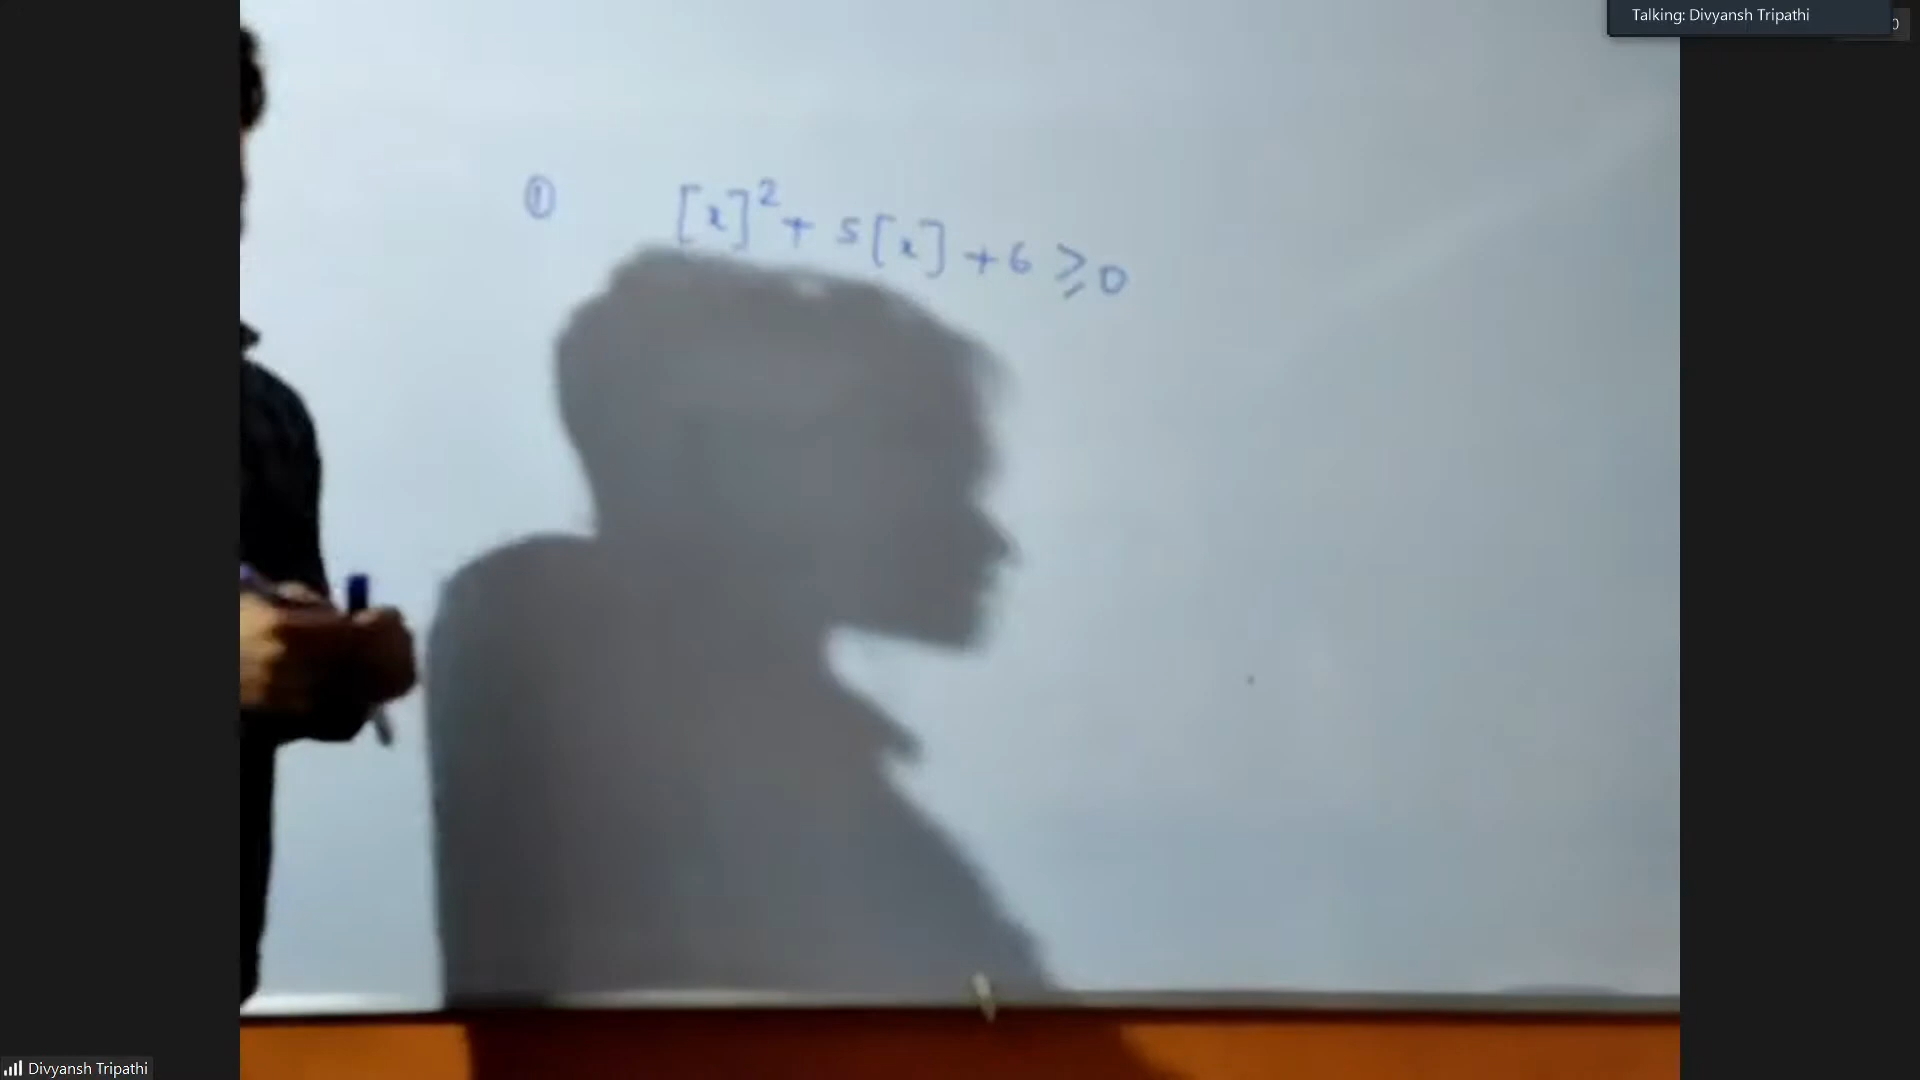 Talking: Divyansh Tripathi
① [x]² + 5[x] + 6 ≥ 0
Divyansh Tripathi